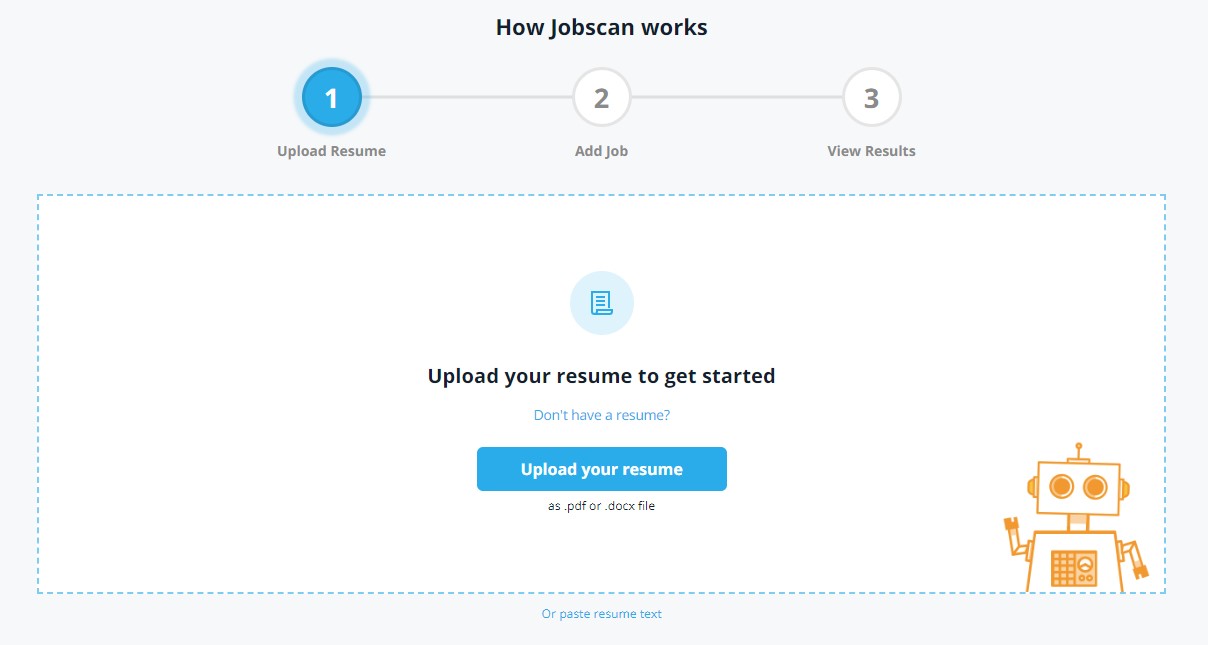 How Jobscan works
1
2
3
Upload Resume
Add Job
View Results
Upload your resume to get started
Don't have a resume?
Upload your resume
as .pdf or .docx file
Or paste resume text